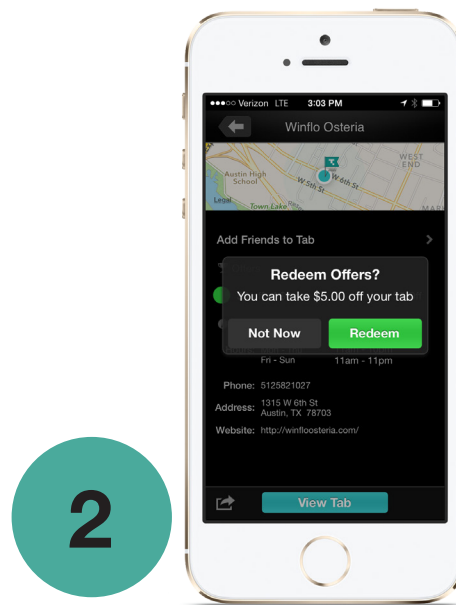 Verizon LTE 3:03 PM
Winflo Osteria
WEST
END
Austin High
School
W 5th St
W 6th St
Legal
Town Lake
MAR
Add Friends to Tab
Redeem Offers?
You can take $5.00 off your tab
Not Now
Redeem
Fri - Sun 11am - 11pm
Phone: 5125821027
Address: 1315 W 6th St
Austin, TX 78703
Website: http://winfloosteria.com/
View Tab
2